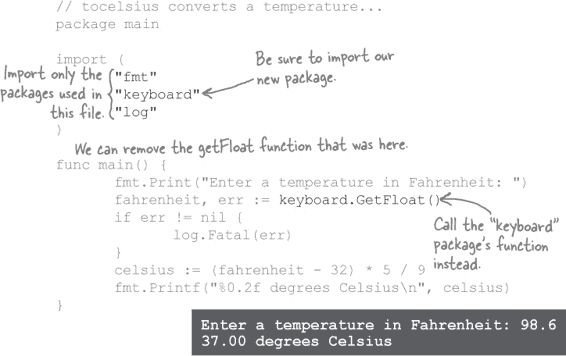 // tocelsius converts a temperature...
package main
import (
Import only the packages used in this file.
"fmt"
"keyboard"
"log"
Be sure to import our new package.
)
We can remove the getFloat function that was here.
func main() {
fmt.Print("Enter a temperature in Fahrenheit: ")
fahrenheit, err := keyboard.GetFloat()
Call the "keyboard" package's function instead.
if err != nil {
log.Fatal(err)
}
celsius := (fahrenheit - 32) * 5 / 9
fmt.Printf("%0.2f degrees Celsius\n", celsius)
}
Enter a temperature in Fahrenheit: 98.6
37.00 degrees Celsius